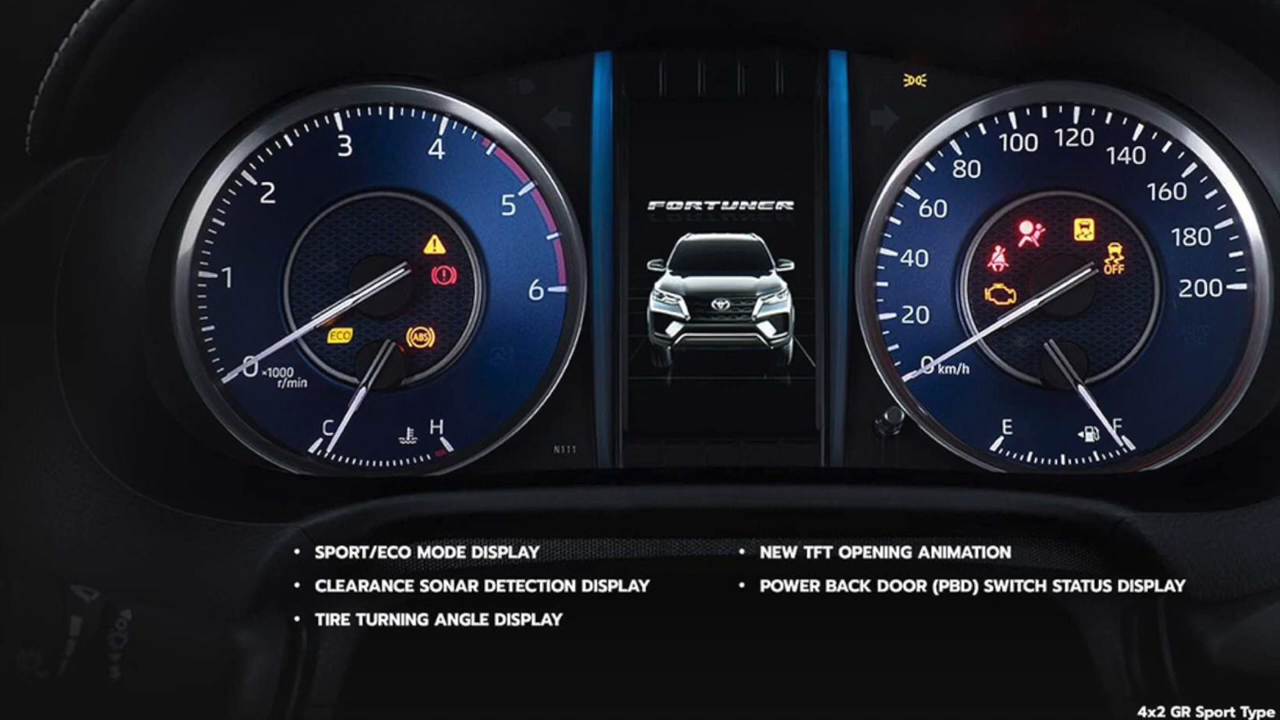 1
2
3
4
5
6
0
×1000
r/min
ECO
ABS
C
H
N111
FORTUNER
0
20
40
60
80
100
120
140
160
180
200
km/h
OFF
E
F
• SPORT/ECO MODE DISPLAY
• CLEARANCE SONAR DETECTION DISPLAY
• TIRE TURNING ANGLE DISPLAY
• NEW TFT OPENING ANIMATION
• POWER BACK DOOR (PBD) SWITCH STATUS DISPLAY
4x2 GR Sport Type